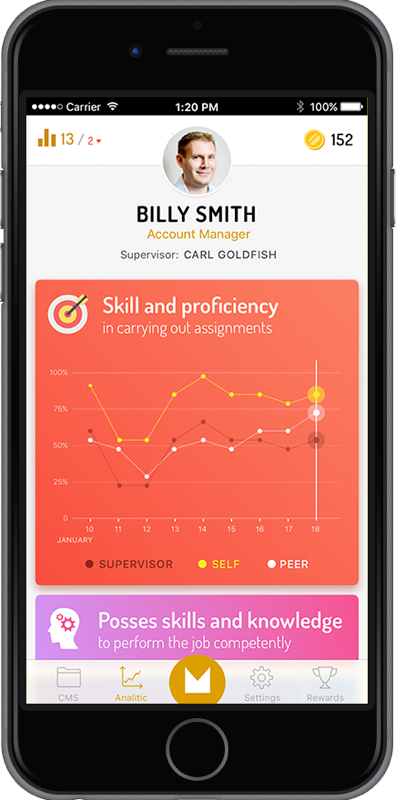 ●●●●○ Carrier 1:20 PM 100%
13 / 2 152
BILLY SMITH
Account Manager
Supervisor: CARL GOLDFISH
Skill and proficiency
in carrying out assignments
100%
75%
50%
25%
0
10 11 12 13 14 15 16 17 18
JANUARY
SUPERVISOR SELF PEER
Posses skills and knowledge
to perform the job competently
CMS Analitic Settings Rewards